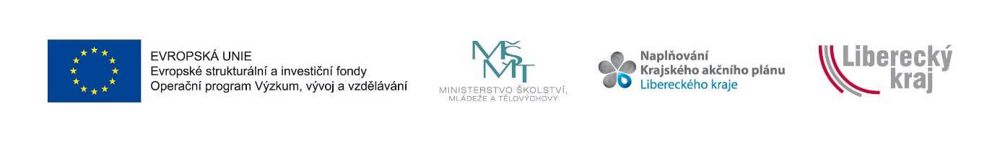 EVROPSKÁ UNIE
Evropské strukturální a investiční fondy
Operační program Výzkum, vývoj a vzdělávání
MŠMT
MINISTERSTVO ŠKOLSTVÍ,
MLÁDEŽE A TĚLOVÝCHOVY
Naplňování
Krajského akčního plánu
Libereckého kraje
Liberecký
kraj